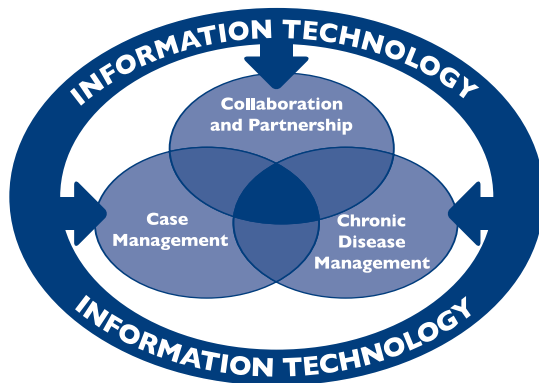 INFORMATION TECHNOLOGY
Collaboration
and Partnership
Case
Management
Chronic
Disease
Management
INFORMATION TECHNOLOGY